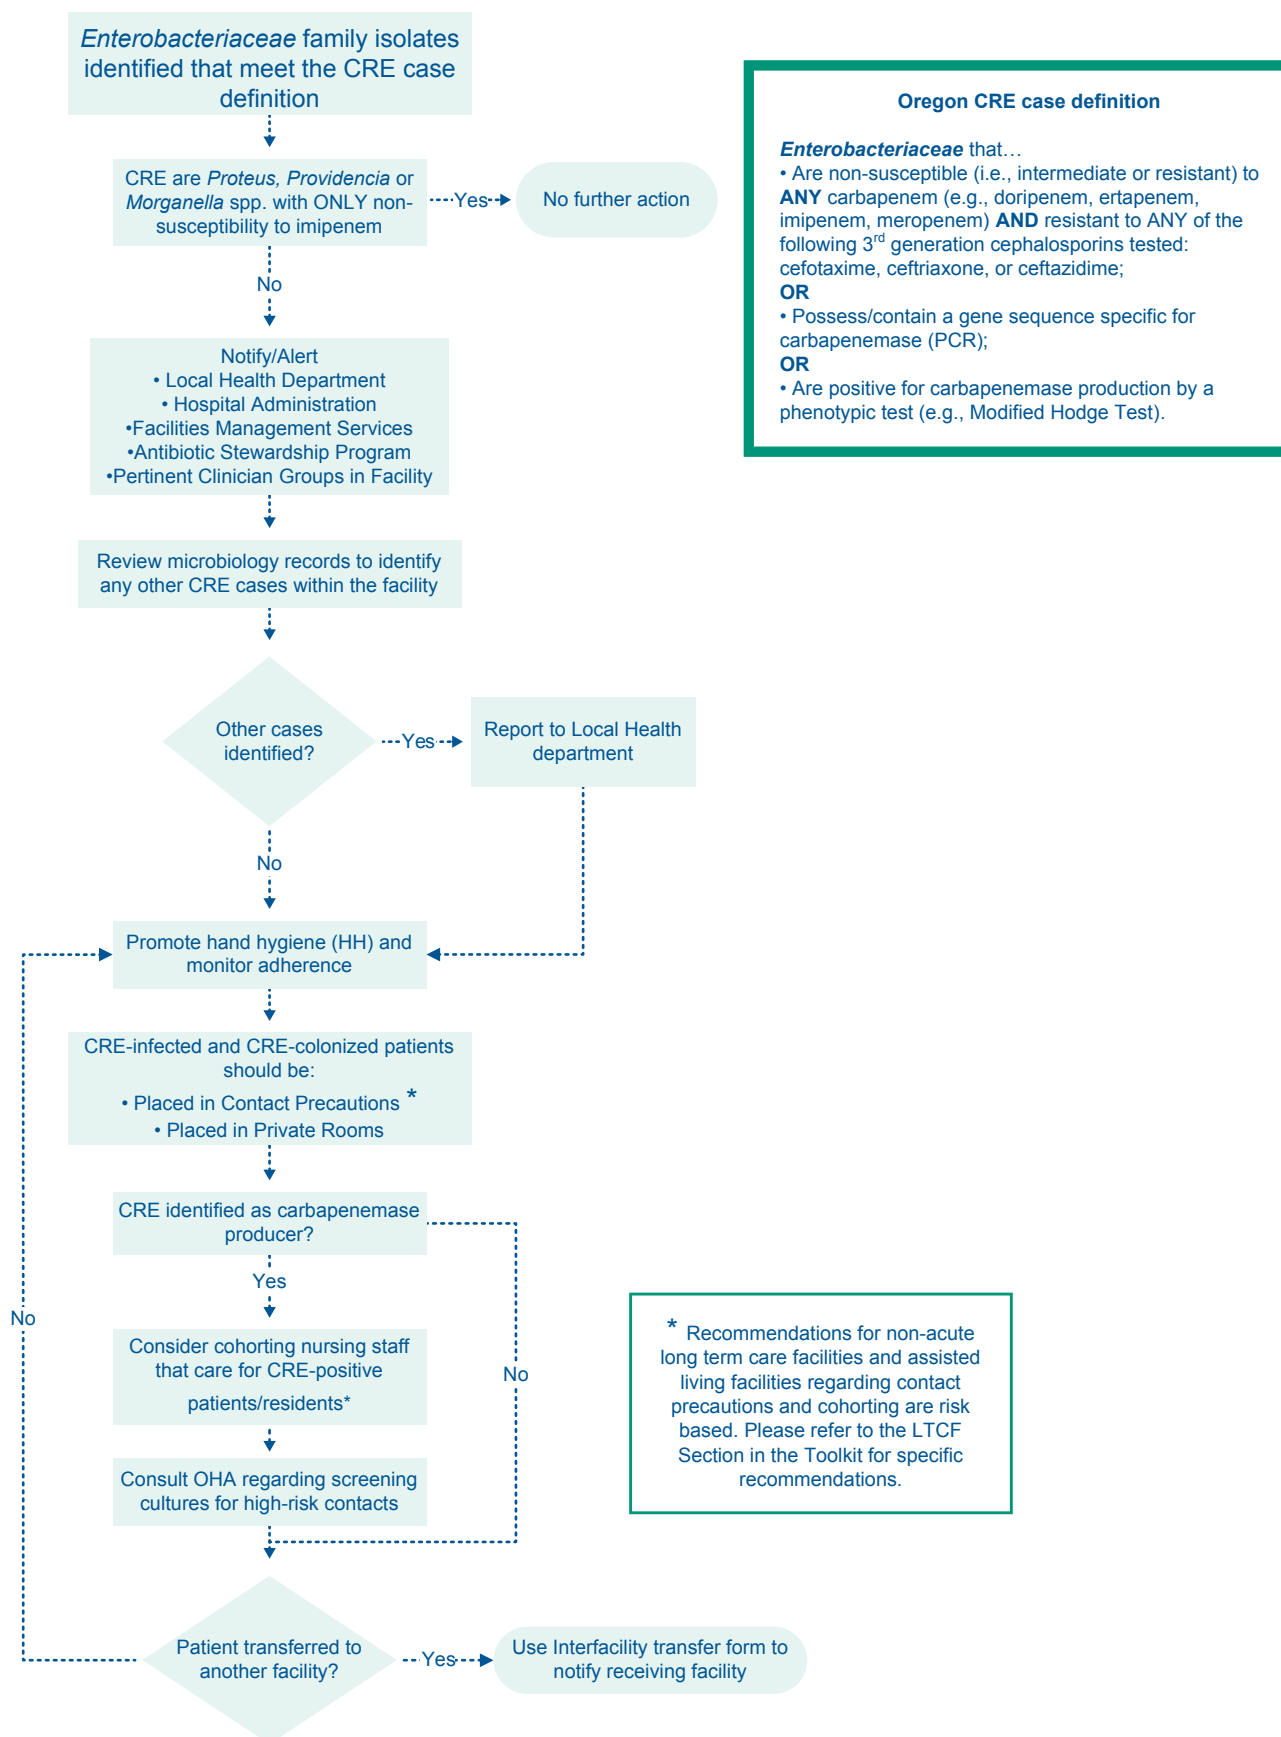 Enterobacteriaceae family isolates
identified that meet the CRE case
definition
CRE are Proteus, Providencia or
Morganella spp. with ONLY non-
susceptibility to imipenem
Yes
No further action
No
Notify/Alert
• Local Health Department
• Hospital Administration
•Facilities Management Services
•Antibiotic Stewardship Program
•Pertinent Clinician Groups in Facility
Review microbiology records to identify
any other CRE cases within the facility
Other cases
identified?
Yes
Report to Local Health
department
No
Promote hand hygiene (HH) and
monitor adherence
CRE-infected and CRE-colonized patients
should be:
• Placed in Contact Precautions *
• Placed in Private Rooms
CRE identified as carbapenemase
producer?
Yes
No
No
Consider cohorting nursing staff
that care for CRE-positive
patients/residents*
Consult OHA regarding screening
cultures for high-risk contacts
Patient transferred to
another facility?
Yes
Use Interfacility transfer form to
notify receiving facility
Oregon CRE case definition
Enterobacteriaceae that…
• Are non-susceptible (i.e., intermediate or resistant) to
ANY carbapenem (e.g., doripenem, ertapenem,
imipenem, meropenem) AND resistant to ANY of the
following 3rd generation cephalosporins tested:
cefotaxime, ceftriaxone, or ceftazidime;
OR
• Possess/contain a gene sequence specific for
carbapenemase (PCR);
OR
• Are positive for carbapenemase production by a
phenotypic test (e.g., Modified Hodge Test).
* Recommendations for non-acute
long term care facilities and assisted
living facilities regarding contact
precautions and cohorting are risk
based. Please refer to the LTCF
Section in the Toolkit for specific
recommendations.